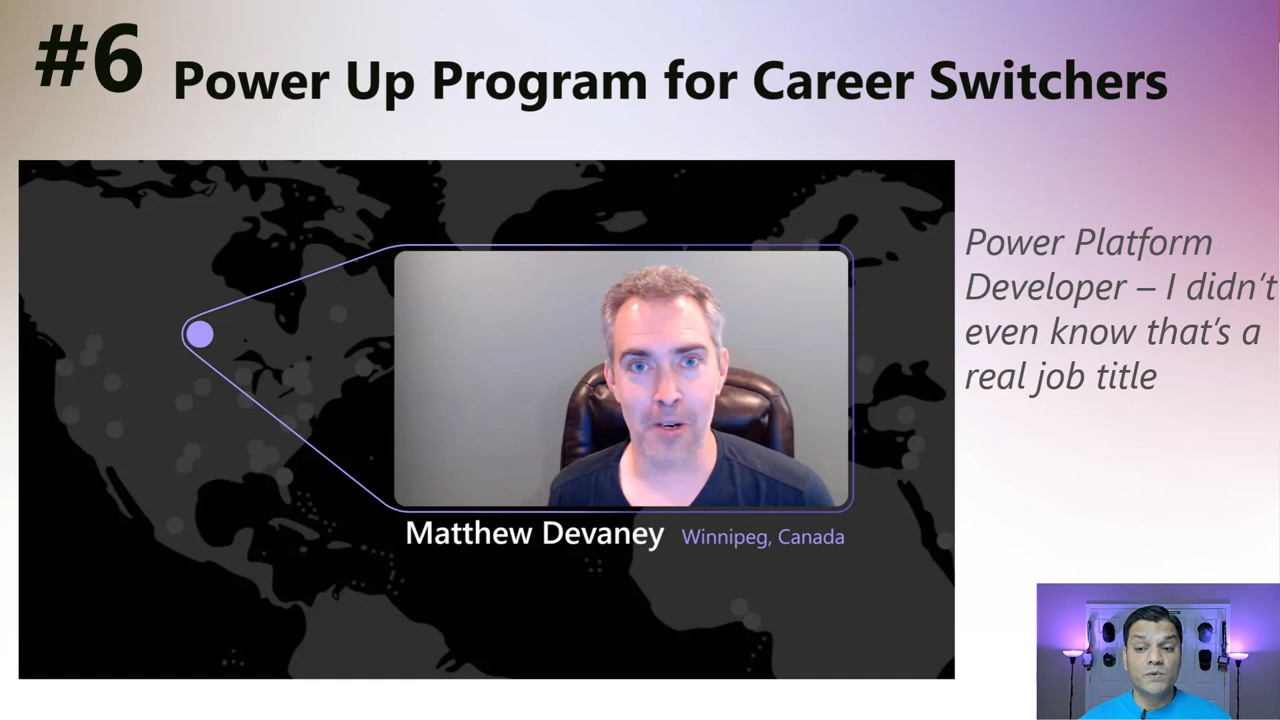 #6 Power Up Program for Career Switchers
Power Platform
Developer – I didn't
even know that's a
real job title
Matthew Devaney Winnipeg, Canada